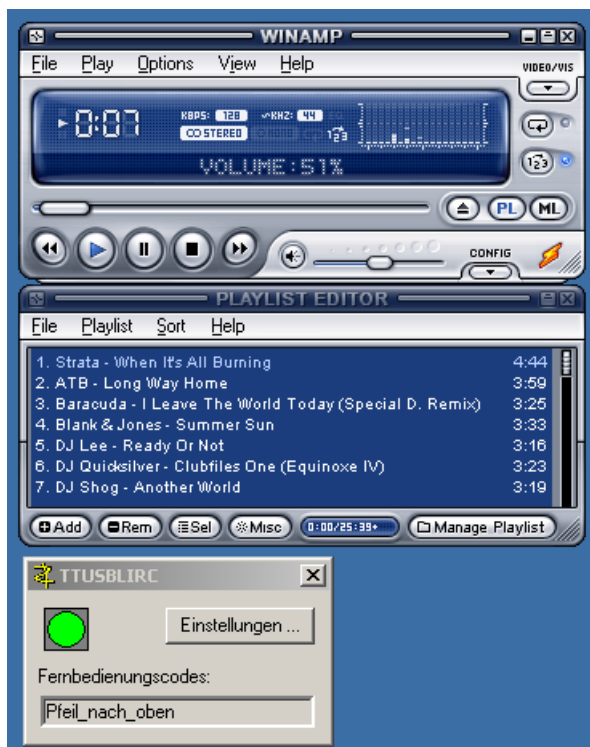 WINAMP
File Play Options View Help
VIDEO/VIS
0:07
KBPS: 128 KHZ: 44
STEREO
123
VOLUME:51%
123
PL ML
CONFIG
PLAYLIST EDITOR
File Playlist Sort Help
1. Strata - When It's All Burning 4:44
2. ATB - Long Way Home 3:59
3. Baracuda - I Leave The World Today (Special D. Remix) 3:25
4. Blank & Jones - Summer Sun 3:33
5. DJ Lee - Ready Or Not 3:16
6. DJ Quicksilver - Clubfiles One (Equinoxe IV) 3:23
7. DJ Shog - Another World 3:19
Add Rem Sel Misc 0:00/25:39+ Manage Playlist
TTUSBLIRC
Einstellungen ...
Fernbedienungscodes:
Pfeil_nach_oben